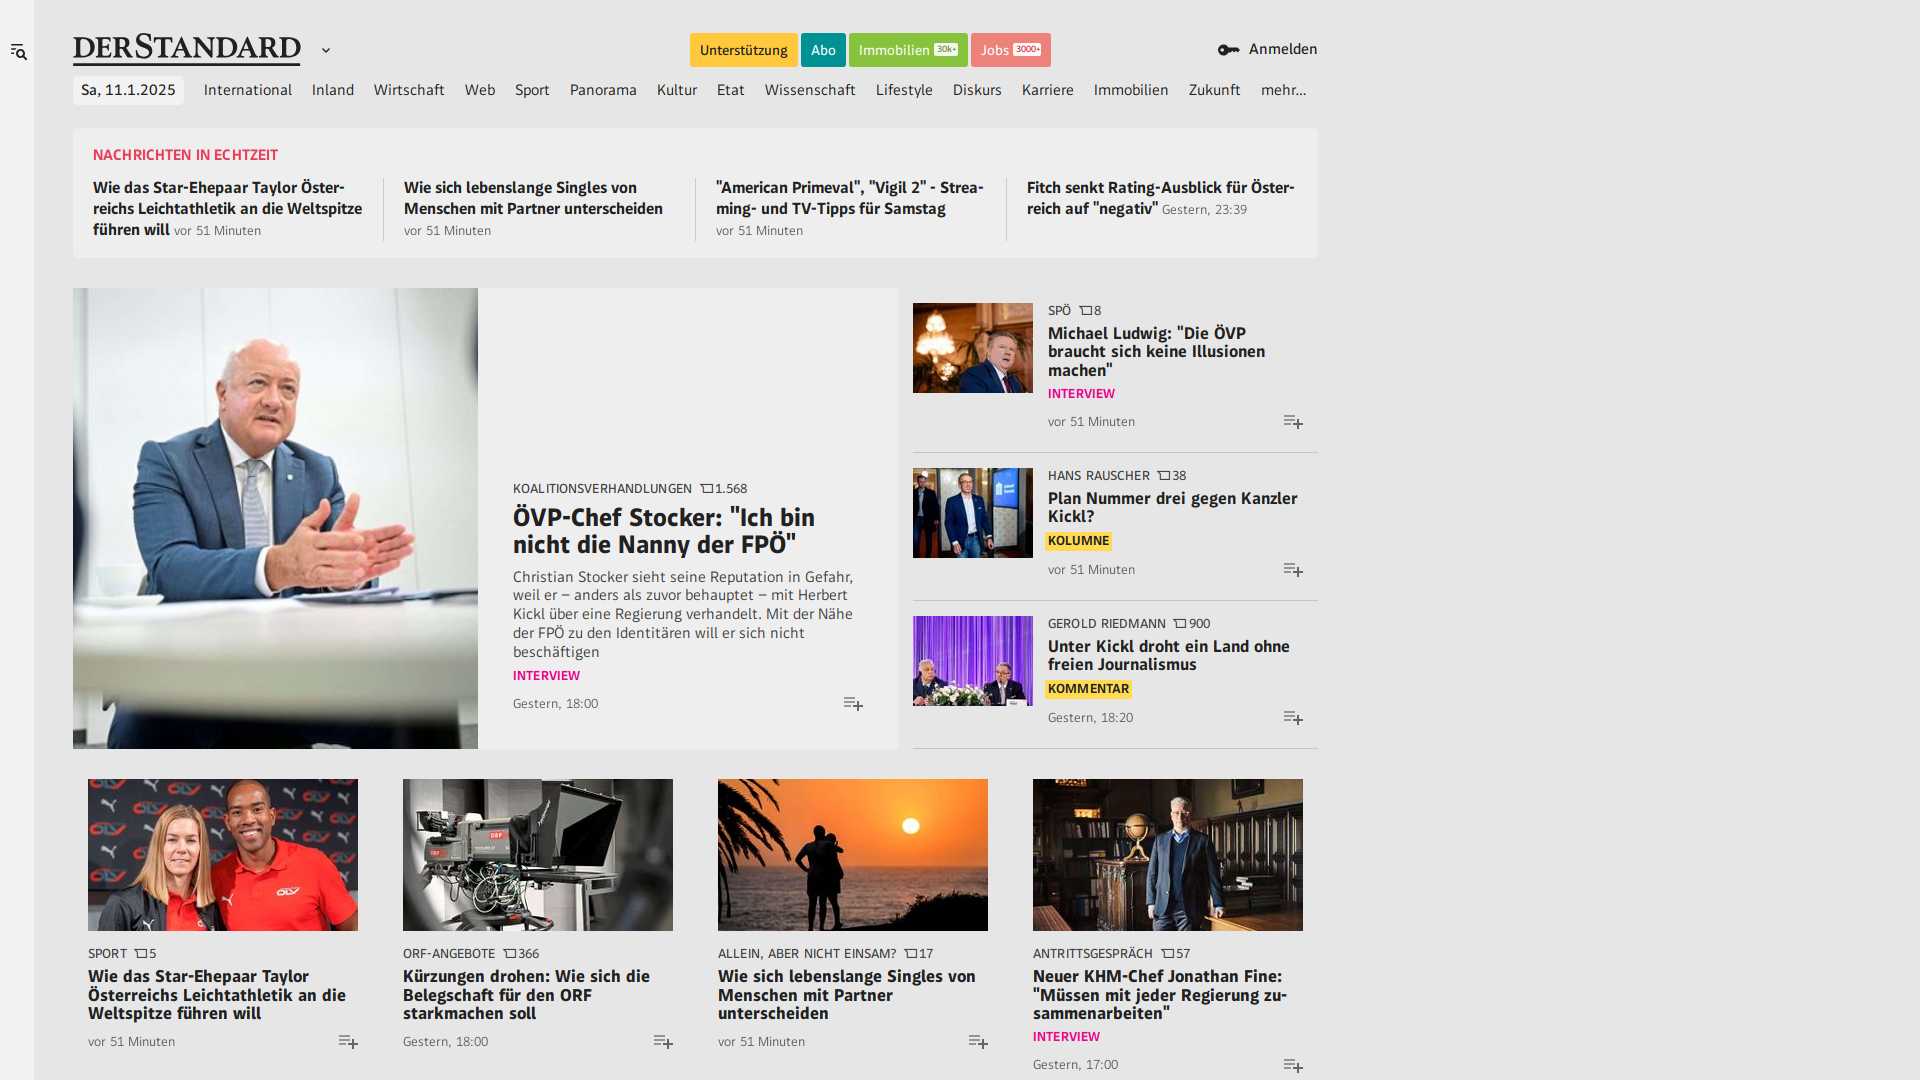 DERSTANDARD
Unterstützung
Abo
Immobilien 30k+
Jobs 3000+
Anmelden
Sa, 11.1.2025
International
Inland
Wirtschaft
Web
Sport
Panorama
Kultur
Etat
Wissenschaft
Lifestyle
Diskurs
Karriere
Immobilien
Zukunft
mehr...
NACHRICHTEN IN ECHTZEIT
Wie das Star-Ehepaar Taylor Öster-
reichs Leichtathletik an die Weltspitze
führen will vor 51 Minuten
Wie sich lebenslange Singles von
Menschen mit Partner unterscheiden
vor 51 Minuten
"American Primeval", "Vigil 2" - Strea-
ming- und TV-Tipps für Samstag
vor 51 Minuten
Fitch senkt Rating-Ausblick für Öster-
reich auf "negativ" Gestern, 23:39
KOALITIONSVERHANDLUNGEN 1.568
ÖVP-Chef Stocker: "Ich bin
nicht die Nanny der FPÖ"
Christian Stocker sieht seine Reputation in Gefahr,
weil er – anders als zuvor behauptet – mit Herbert
Kickl über eine Regierung verhandelt. Mit der Nähe
der FPÖ zu den Identitären will er sich nicht
beschäftigen
INTERVIEW
Gestern, 18:00
SPÖ 8
Michael Ludwig: "Die ÖVP
braucht sich keine Illusionen
machen"
INTERVIEW
vor 51 Minuten
HANS RAUSCHER 38
Plan Nummer drei gegen Kanzler
Kickl?
KOLUMNE
vor 51 Minuten
GEROLD RIEDMANN 900
Unter Kickl droht ein Land ohne
freien Journalismus
KOMMENTAR
Gestern, 18:20
SPORT 5
Wie das Star-Ehepaar Taylor
Österreichs Leichtathletik an die
Weltspitze führen will
vor 51 Minuten
ORF-ANGEBOTE 366
Kürzungen drohen: Wie sich die
Belegschaft für den ORF
starkmachen soll
Gestern, 18:00
ALLEIN, ABER NICHT EINSAM? 17
Wie sich lebenslange Singles von
Menschen mit Partner
unterscheiden
vor 51 Minuten
ANTRITTSGESPRÄCH 57
Neuer KHM-Chef Jonathan Fine:
"Müssen mit jeder Regierung zu-
sammenarbeiten"
INTERVIEW
Gestern, 17:00